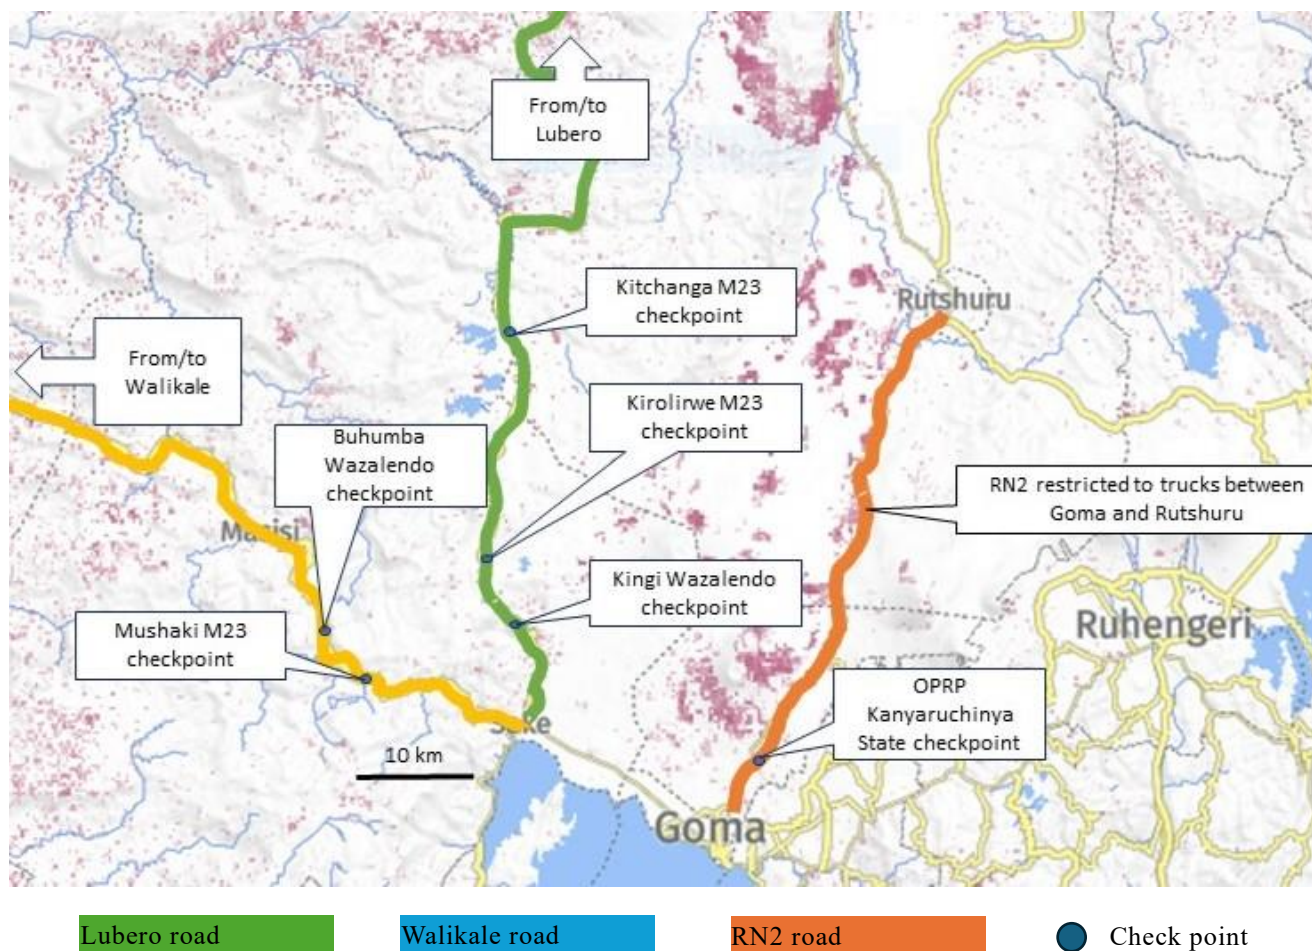 From/to
Lubero
Kitchanga M23
checkpoint
Rutshuru
From/to
Walikale
Kirolirwe M23
checkpoint
Buhumba
Wazalendo
checkpoint
RN2 restricted to trucks between
Goma and Rutshuru
Masisi
Kingi Wazalendo
checkpoint
Mushaki M23
checkpoint
Ruhengeri
OPRP
Kanyaruchinya
State checkpoint
Sake
10 km
Goma
Lubero road
Walikale road
RN2 road
Check point